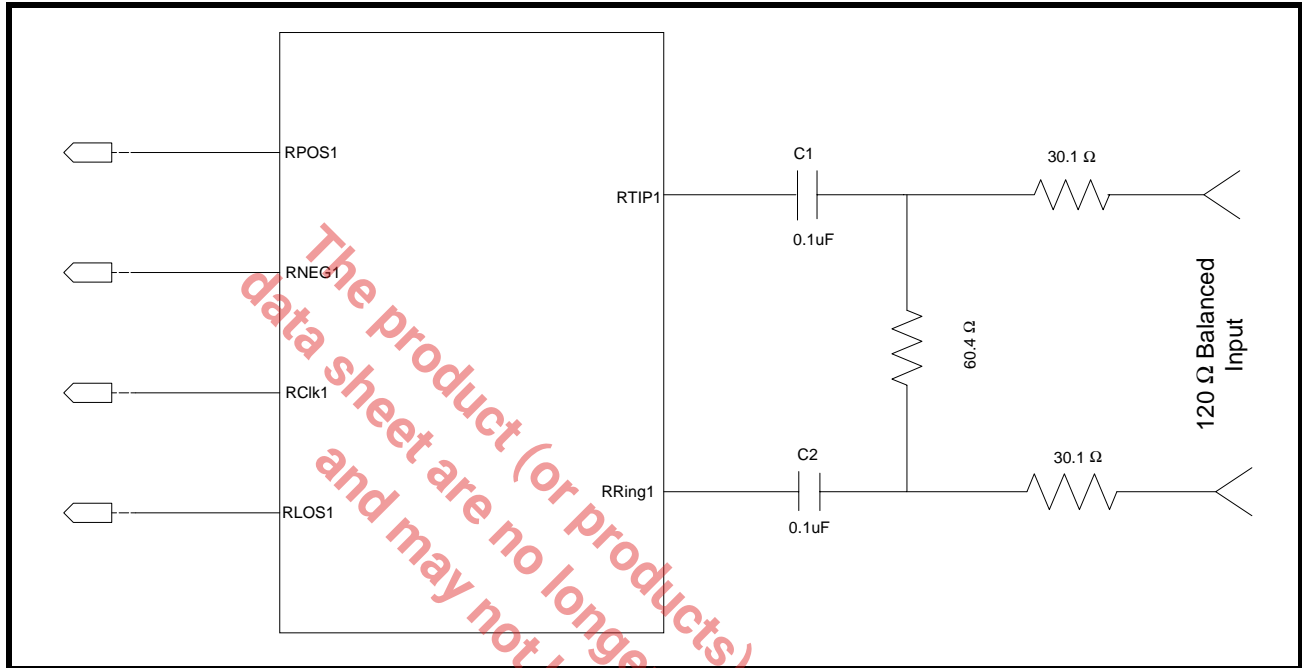 RPOS1
RNEG1
RClk1
RLOS1
RTIP1
RRing1
C1
0.1uF
C2
0.1uF
30.1 Ω
60.4 Ω
30.1 Ω
120 Ω Balanced
Input
The product (or products)
data sheet are no longe
and may not